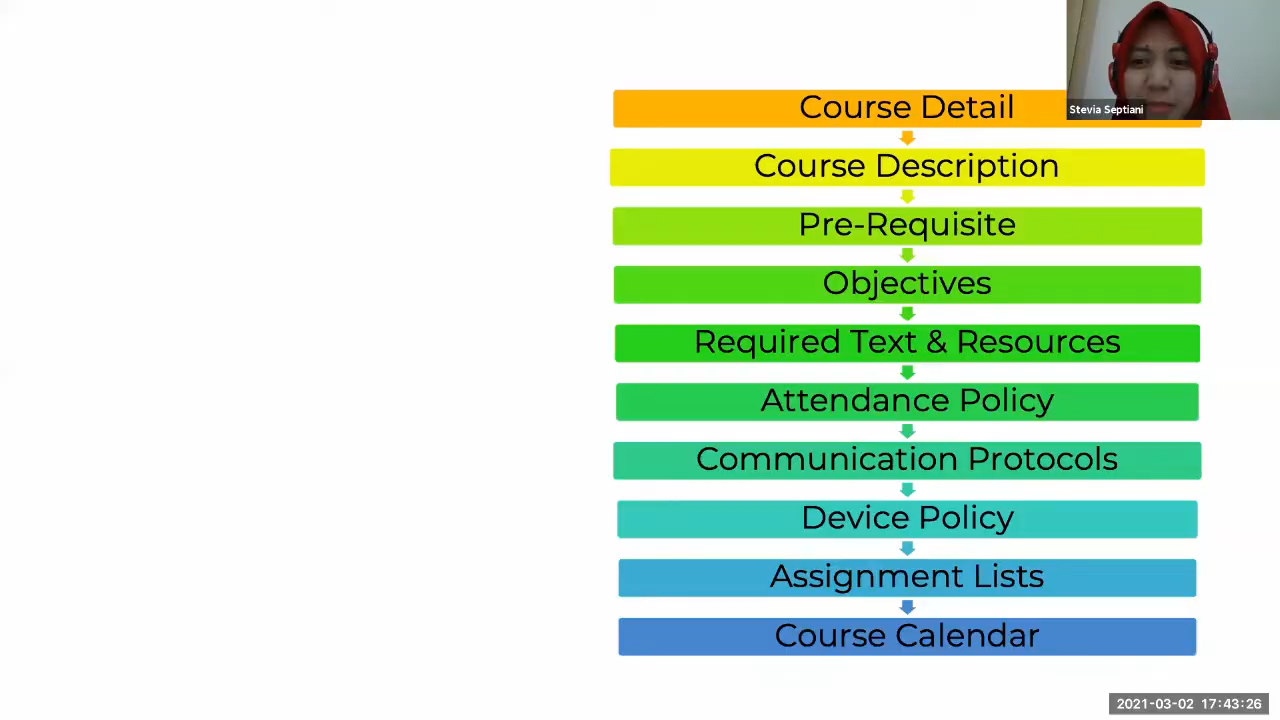 Course Detail
Stevia Septiani
Course Description
Pre-Requisite
Objectives
Required Text & Resources
Attendance Policy
Communication Protocols
Device Policy
Assignment Lists
Course Calendar
2021-03-02 17:43:26